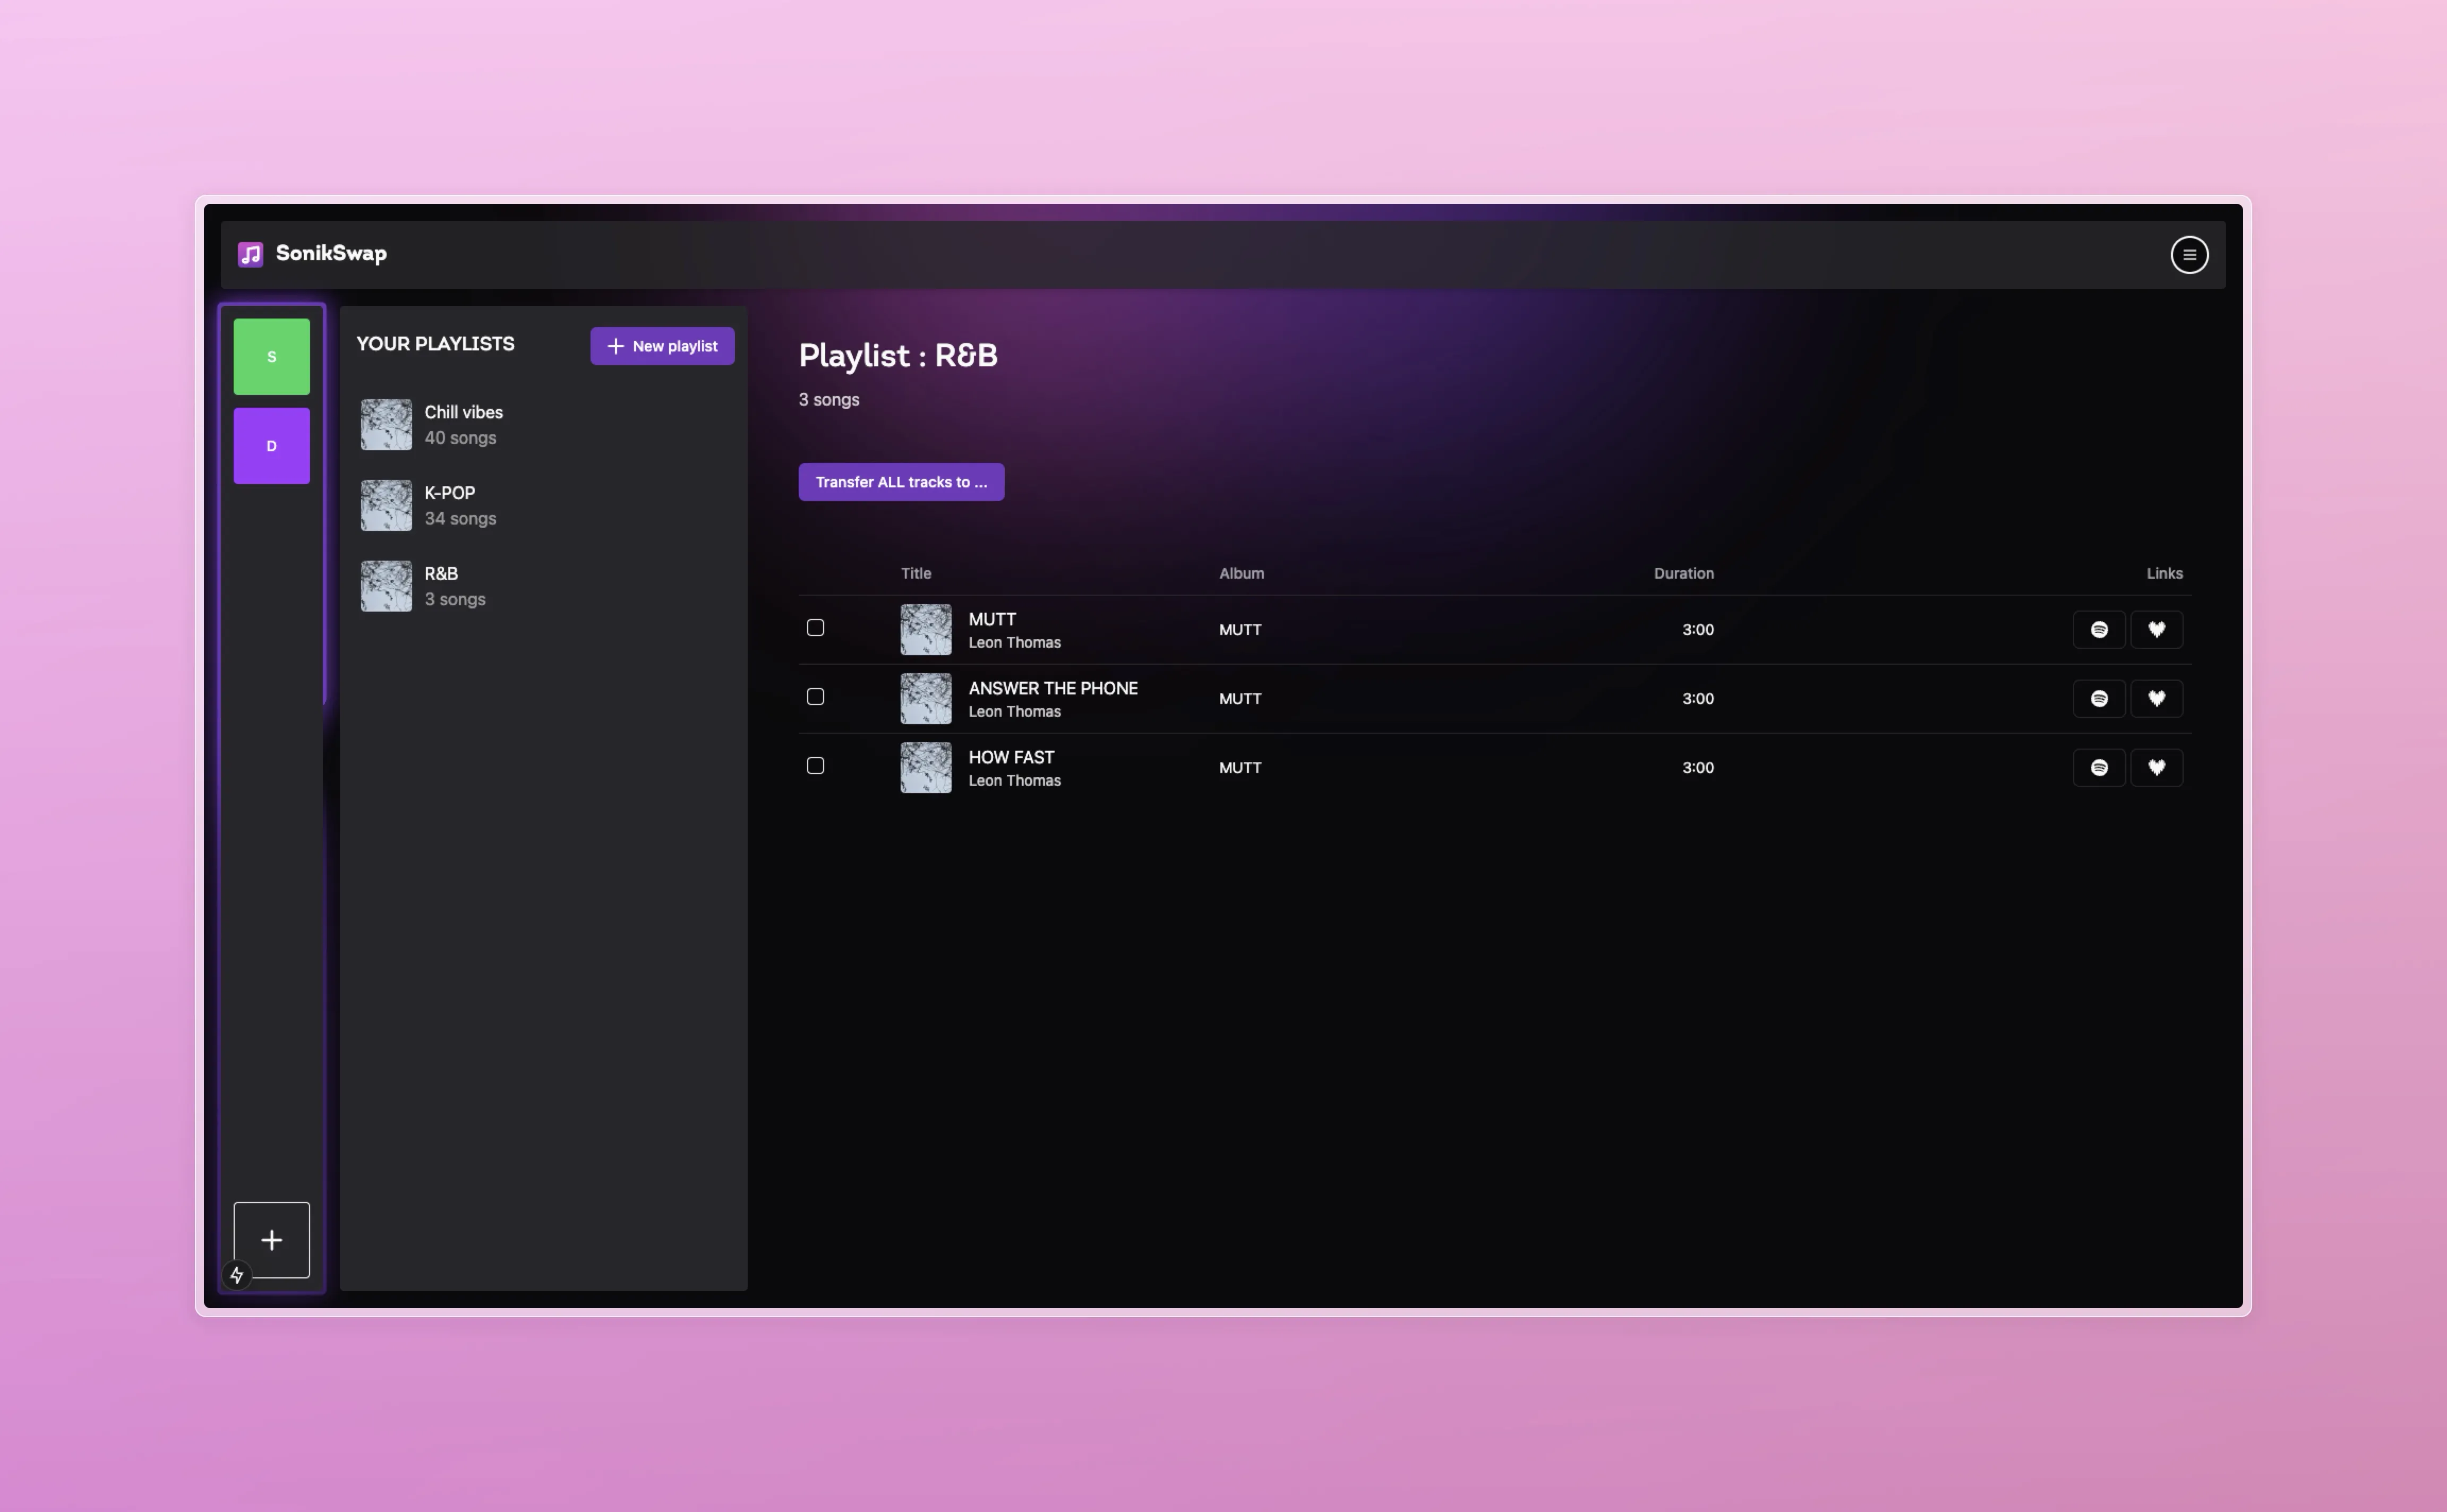 SonikSwap
S
D
YOUR PLAYLISTS
New playlist
Chill vibes
40 songs
K-POP
34 songs
R&B
3 songs
Playlist : R&B
3 songs
Transfer ALL tracks to ...
Title Album Duration Links
MUTT
Leon Thomas
MUTT 3:00
ANSWER THE PHONE
Leon Thomas
MUTT 3:00
HOW FAST
Leon Thomas
MUTT 3:00